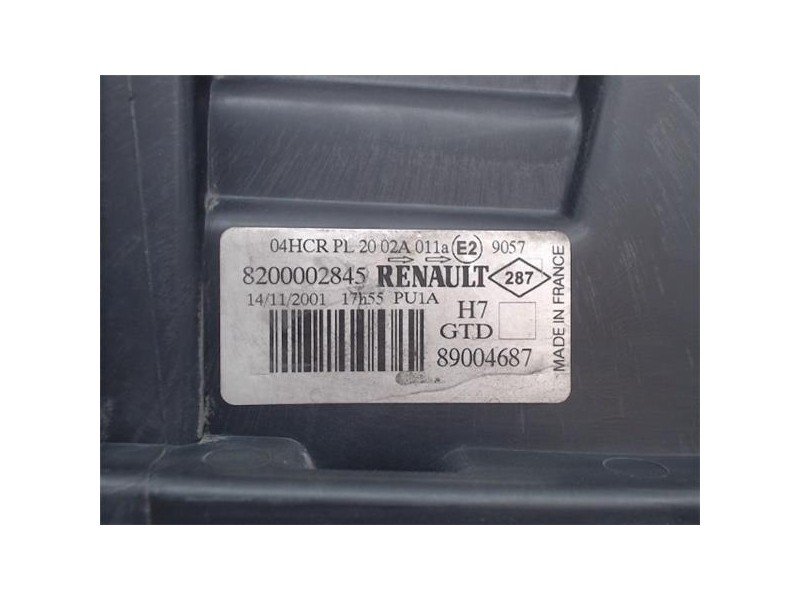 04HCR PL 20 02A 011a E2 9057
8200002845 RENAULT 287
14/11/2001 17h55 PU1A
H7
GTD
89004687
MADE IN FRANCE